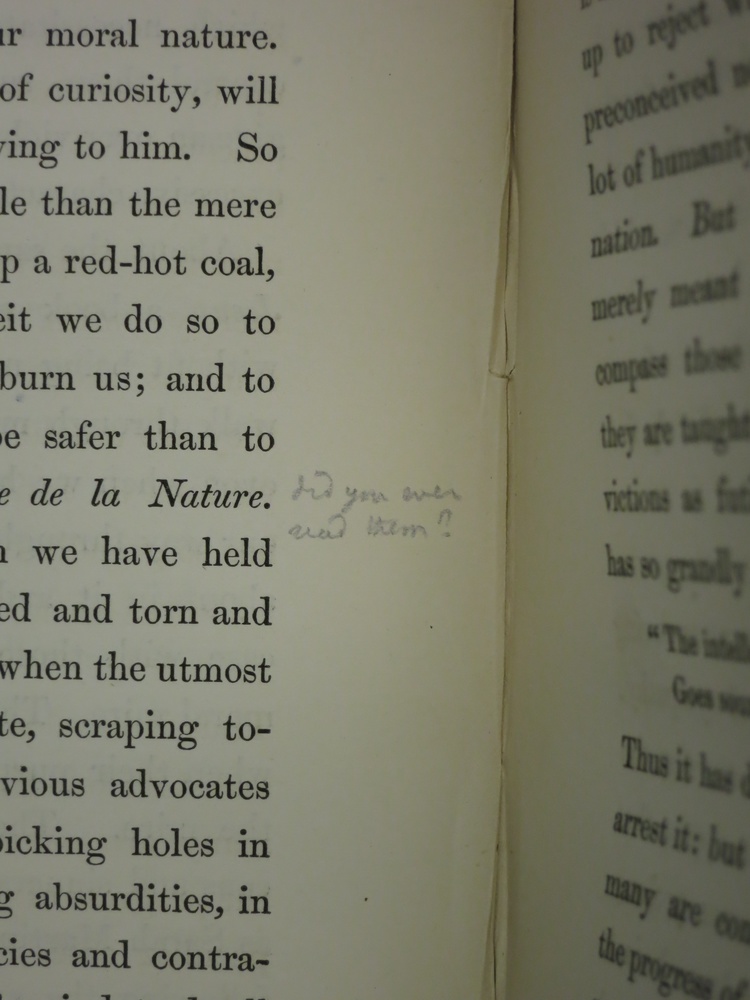 ur moral nature.
of curiosity, will
ving to him. So
le than the mere
p a red-hot coal,
eit we do so to
burn us; and to
be safer than to
e de la Nature.
did you ever
read them?
n we have held
ed and torn and
when the utmost
te, scraping to-
vious advocates
picking holes in
g absurdities, in
cies and contra-
up to reject
preconceived
lot of humanity
nation. But
merely meant
compass those
they are taught
victions as
has so grandly
"The intelle
Goes
Thus it has
arrest it: but
many are con
the progress of